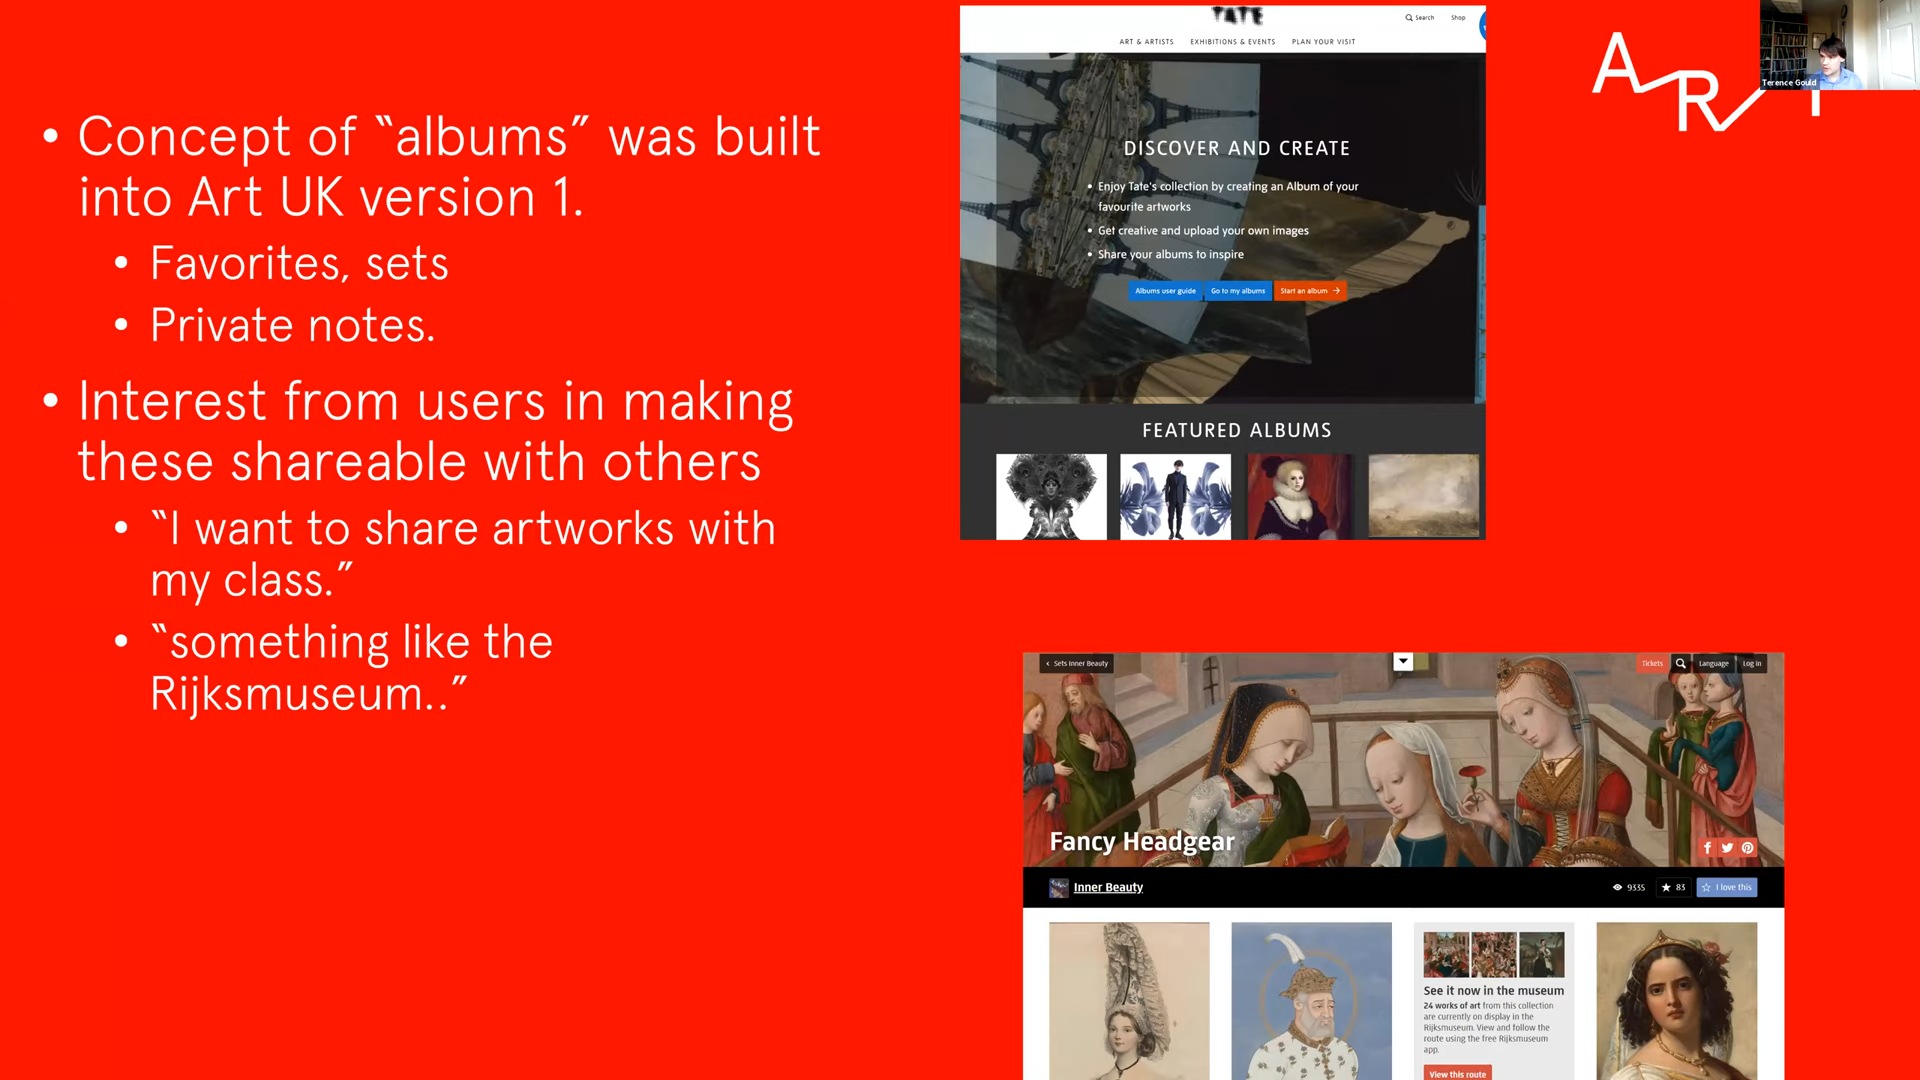 • Concept of “albums” was built
into Art UK version 1.
• Favorites, sets
• Private notes.
• Interest from users in making
these shareable with others
• “I want to share artworks with
my class.”
• “something like the
Rijksmuseum..”
TATE
Search Shop
ART & ARTISTS EXHIBITIONS & EVENTS PLAN YOUR VISIT
DISCOVER AND CREATE
• Enjoy Tate's collection by creating an Album of your
favourite artworks
• Get creative and upload your own images
• Share your albums to inspire
Albums user guide Go to my albums Start an album →
FEATURED ALBUMS
A R T
Terence Gould
‹ Sets Inner Beauty
Tickets Language Log in
Fancy Headgear
Inner Beauty
9335 ★ 83 ☆ I love this
See it now in the museum
24 works of art from this collection
are currently on display in the
Rijksmuseum. View and follow the
route using the free Rijksmuseum
app.
View this route